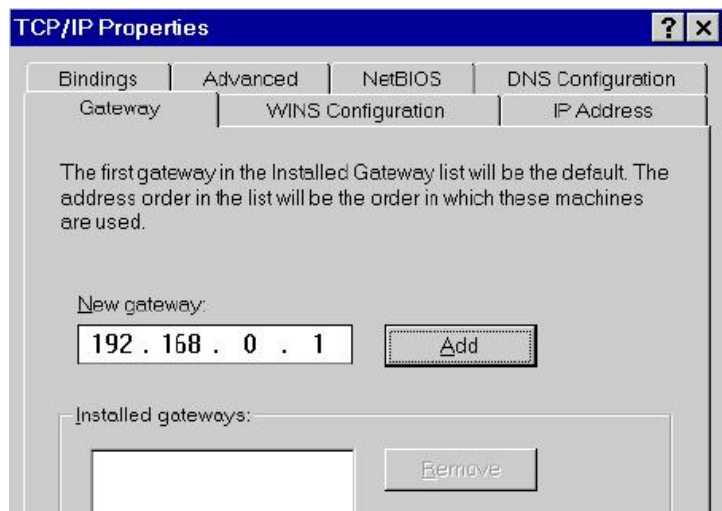 TCP/IP Properties
Bindings Advanced NetBIOS DNS Configuration
Gateway WINS Configuration IP Address
The first gateway in the Installed Gateway list will be the default. The
address order in the list will be the order in which these machines
are used.
New gateway:
192 . 168 . 0 . 1 Add
Installed gateways:
Remove